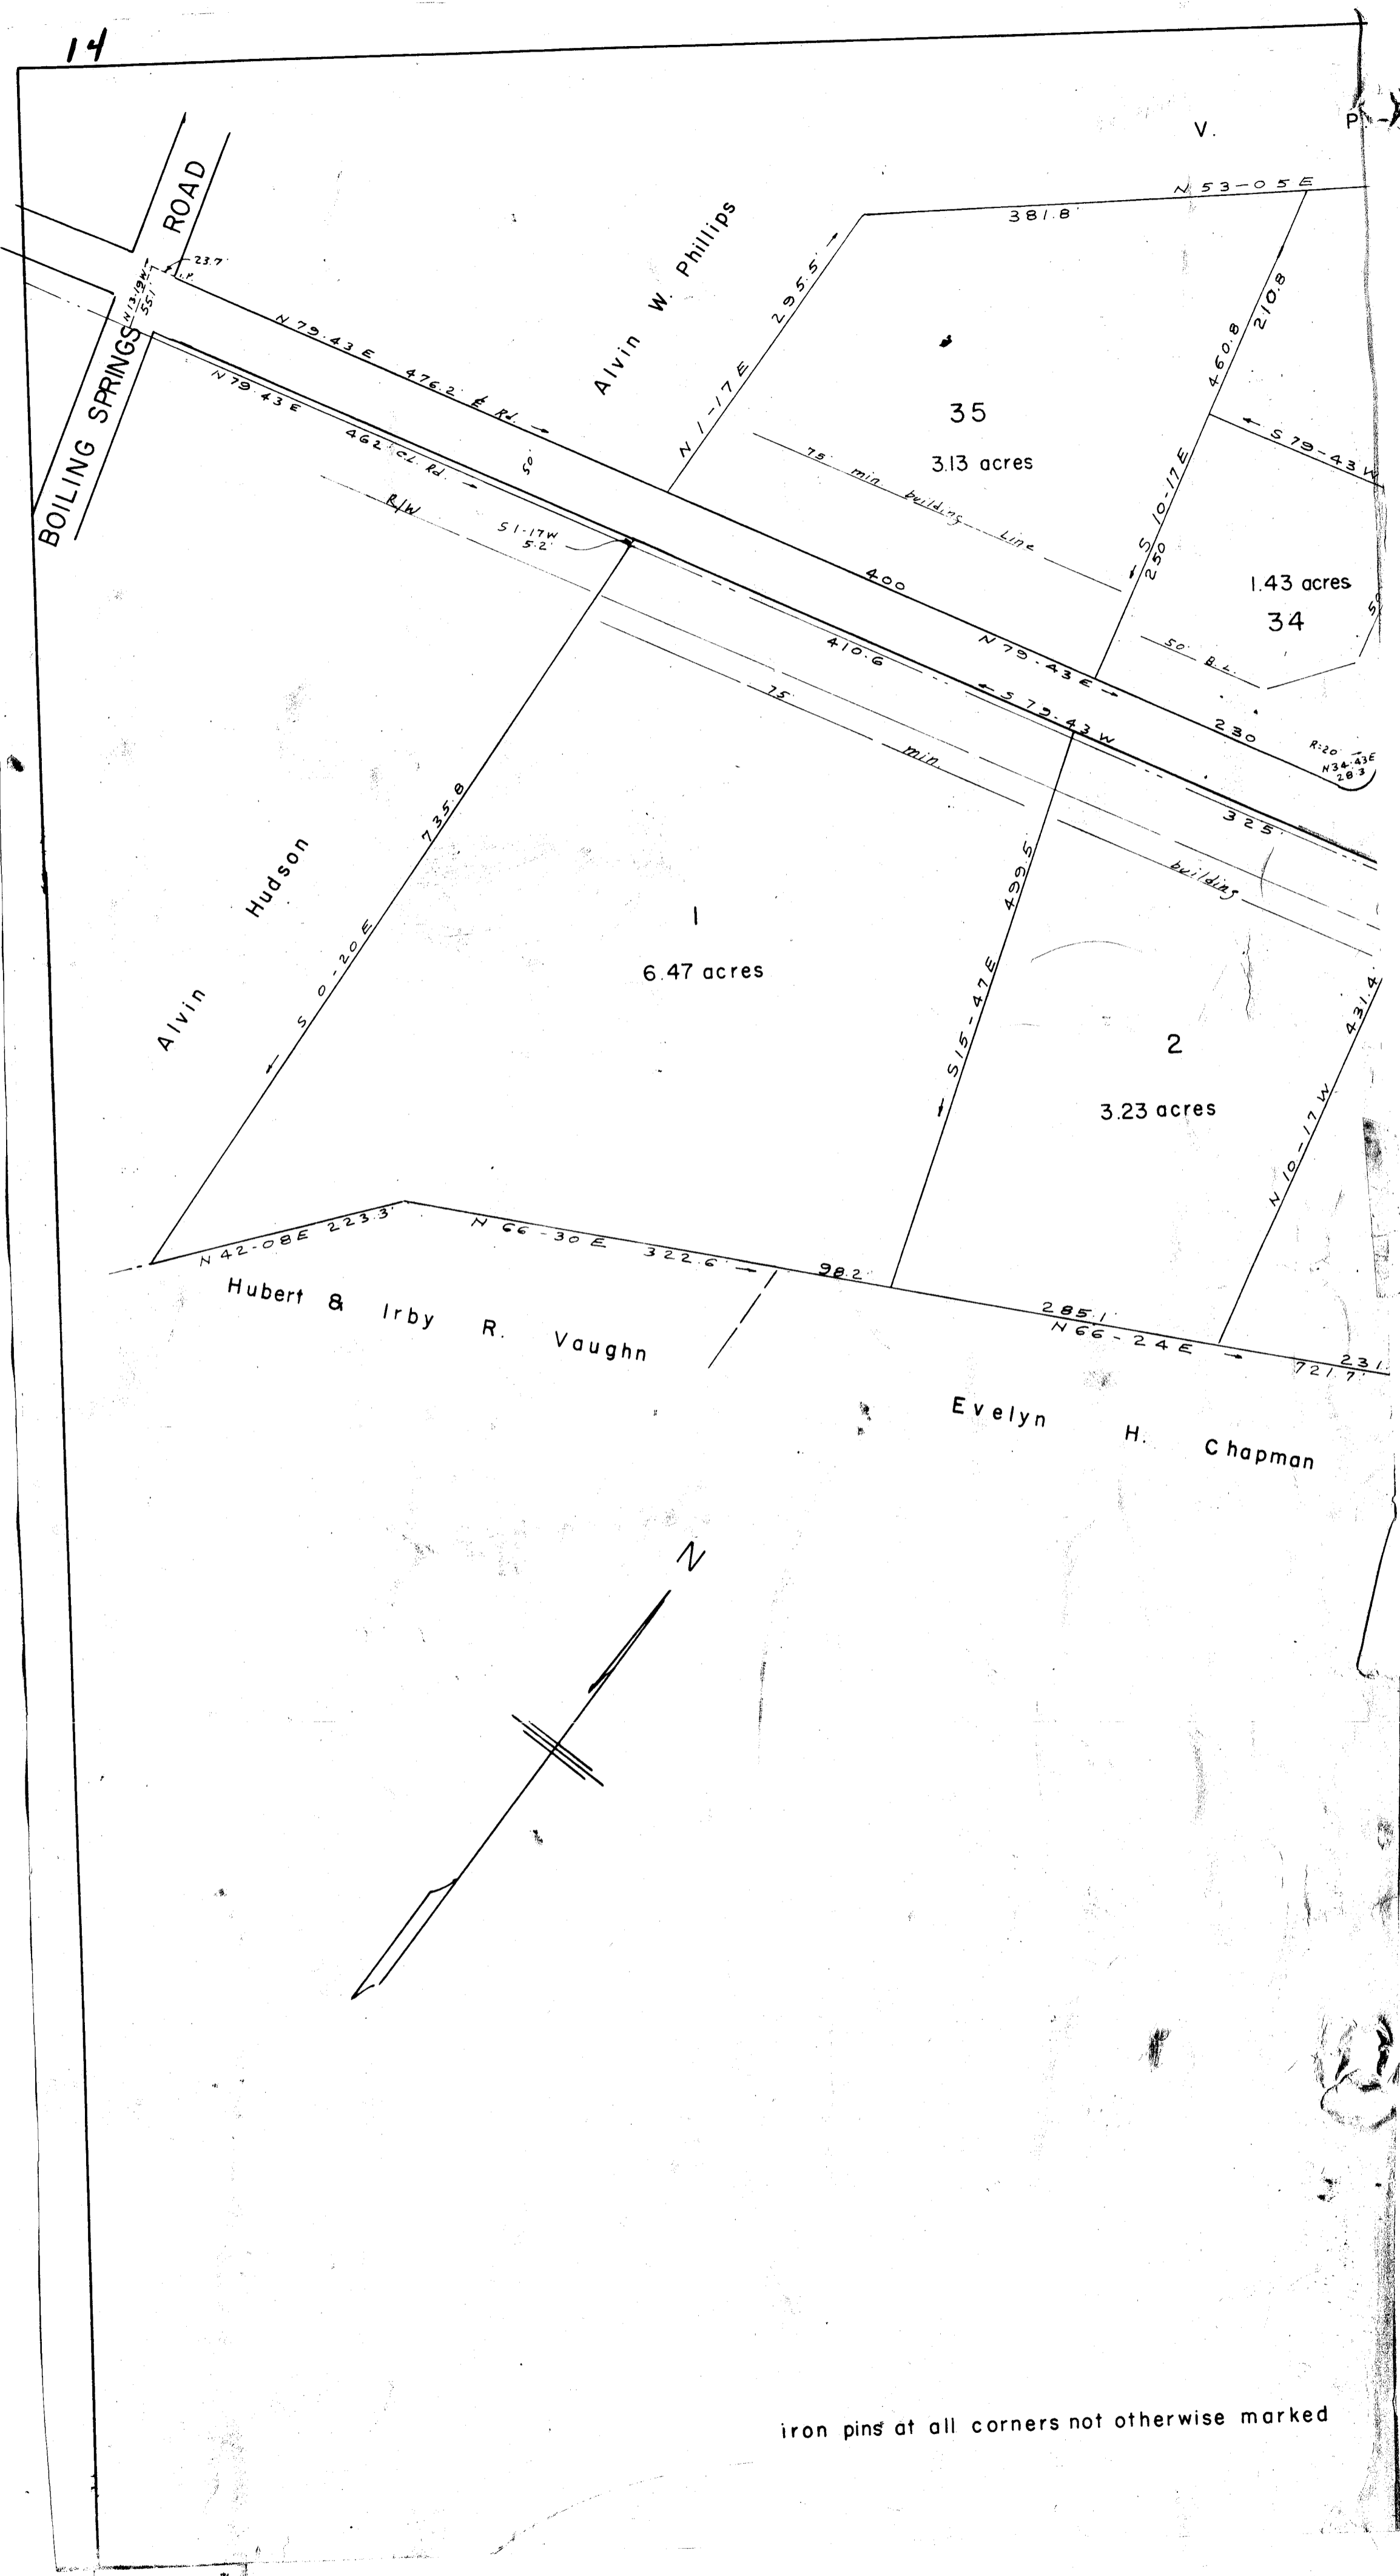 14
V.
P.
ROAD
BOILING SPRINGS
N 13-19 W
55.1'
23.7'
I.P.
N 79-43 E 476.2' ₵ Rd.
N 79-43 E 462' C.L. Rd.
50'
R/W
S 1-17 W
5.2'
Alvin W. Phillips
N 1-17 E 295.5'
N 53-05 E
381.8'
35
3.13 acres
75' min. building Line
460.8
210.8
S 10-17 E
250
S 79-43 W
1.43 acres
34
50' B.L.
50
400
N 79-43 E
230
R=20'
N 34-43 E
28.3
410.6
S 79-43 W
325'
75' min. building
Alvin Hudson
S 0-20 E 735.8
1
6.47 acres
S 15-47 E 499.5
2
3.23 acres
N 10-17 W 431.4
N 42-08 E 223.3'
N 66-30 E 322.6'
98.2'
285.1'
N 66-24 E
231.
721.7'
Hubert & Irby R. Vaughn
Evelyn H. Chapman
N
iron pins at all corners not otherwise marked